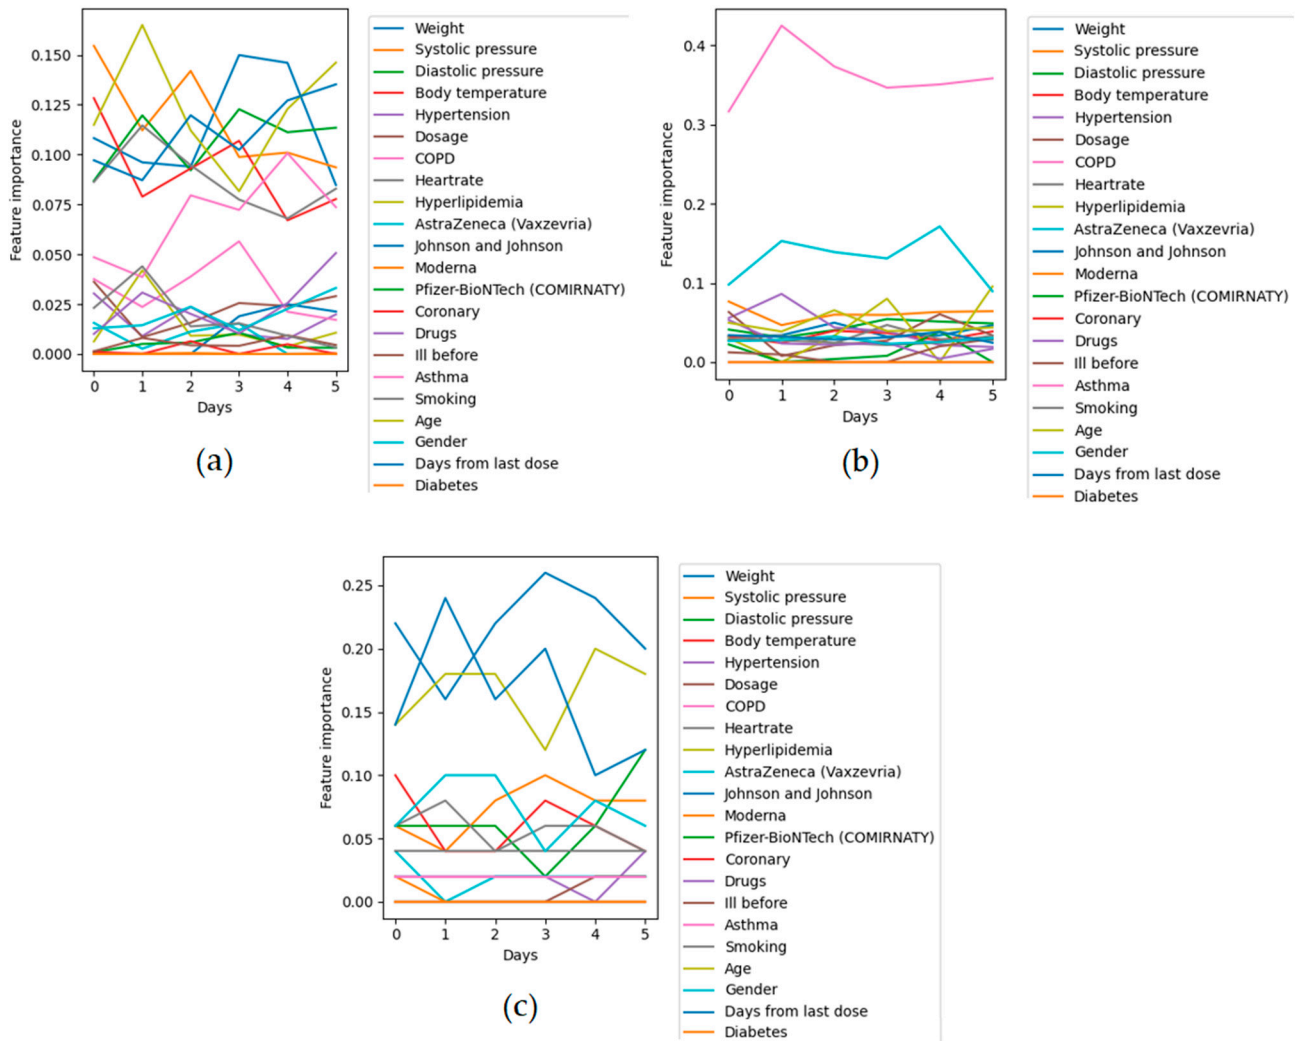 Feature importance
0.150
0.125
0.100
0.075
0.050
0.025
0.000
0 1 2 3 4 5
Days
Weight
Systolic pressure
Diastolic pressure
Body temperature
Hypertension
Dosage
COPD
Heartrate
Hyperlipidemia
AstraZeneca (Vaxzevria)
Johnson and Johnson
Moderna
Pfizer-BioNTech (COMIRNATY)
Coronary
Drugs
Ill before
Asthma
Smoking
Age
Gender
Days from last dose
Diabetes
(a)
Feature importance
0.4
0.3
0.2
0.1
0.0
0 1 2 3 4 5
Days
Weight
Systolic pressure
Diastolic pressure
Body temperature
Hypertension
Dosage
COPD
Heartrate
Hyperlipidemia
AstraZeneca (Vaxzevria)
Johnson and Johnson
Moderna
Pfizer-BioNTech (COMIRNATY)
Coronary
Drugs
Ill before
Asthma
Smoking
Age
Gender
Days from last dose
Diabetes
(b)
Feature importance
0.25
0.20
0.15
0.10
0.05
0.00
0 1 2 3 4 5
Days
Weight
Systolic pressure
Diastolic pressure
Body temperature
Hypertension
Dosage
COPD
Heartrate
Hyperlipidemia
AstraZeneca (Vaxzevria)
Johnson and Johnson
Moderna
Pfizer-BioNTech (COMIRNATY)
Coronary
Drugs
Ill before
Asthma
Smoking
Age
Gender
Days from last dose
Diabetes
(c)